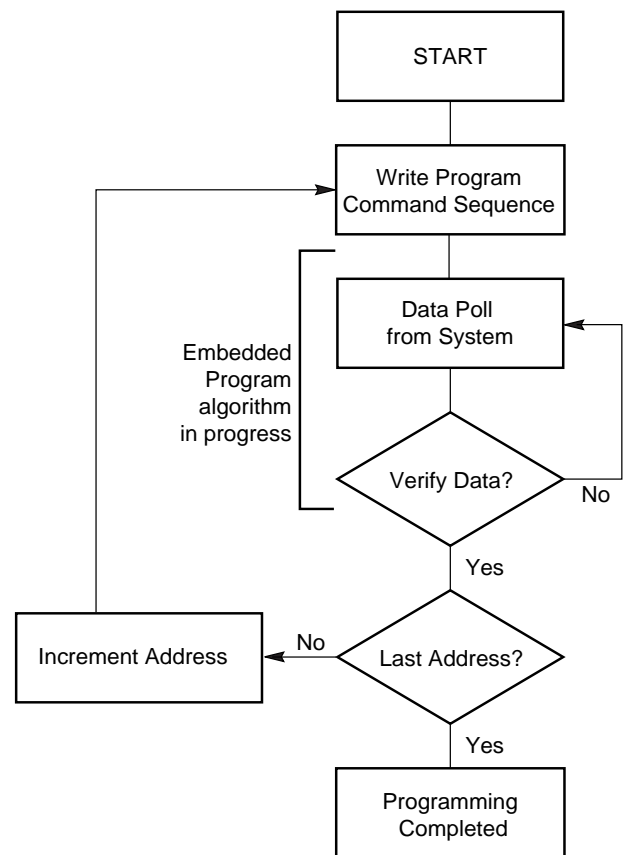 START
Write Program
Command Sequence
Data Poll
from System
Embedded
Program
algorithm
in progress
Verify Data?
No
Yes
Increment Address
No
Last Address?
Yes
Programming
Completed